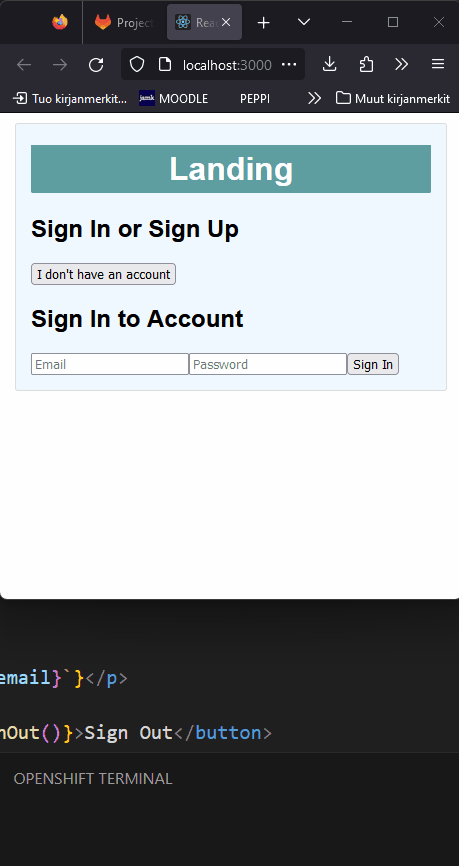 Projec
Rea
localhost:3000
Tuo kirjanmerkit...
jamk
MOODLE
PEPPI
Muut kirjanmerkit
Landing
Sign In or Sign Up
I don't have an account
Sign In to Account
Email Password Sign In
email}`}</p>
nOut()}>Sign Out</button>
OPENSHIFT TERMINAL